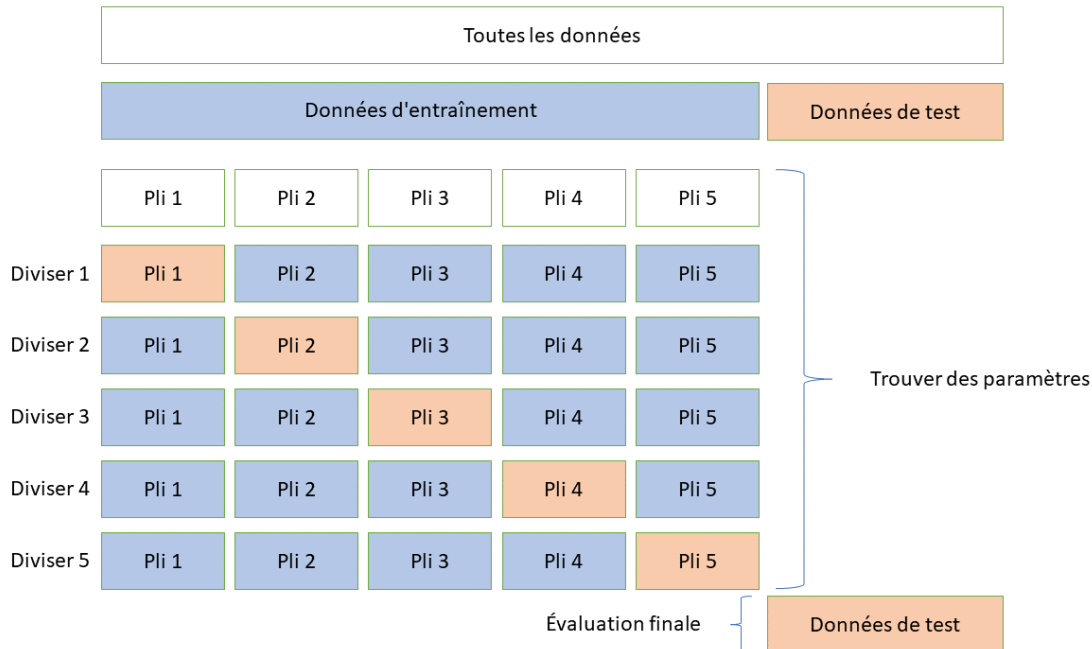 Toutes les données
Données d'entraînement Données de test
Pli 1 Pli 2 Pli 3 Pli 4 Pli 5
Diviser 1 Pli 1 Pli 2 Pli 3 Pli 4 Pli 5
Diviser 2 Pli 1 Pli 2 Pli 3 Pli 4 Pli 5
Trouver des paramètres
Diviser 3 Pli 1 Pli 2 Pli 3 Pli 4 Pli 5
Diviser 4 Pli 1 Pli 2 Pli 3 Pli 4 Pli 5
Diviser 5 Pli 1 Pli 2 Pli 3 Pli 4 Pli 5
Évaluation finale Données de test